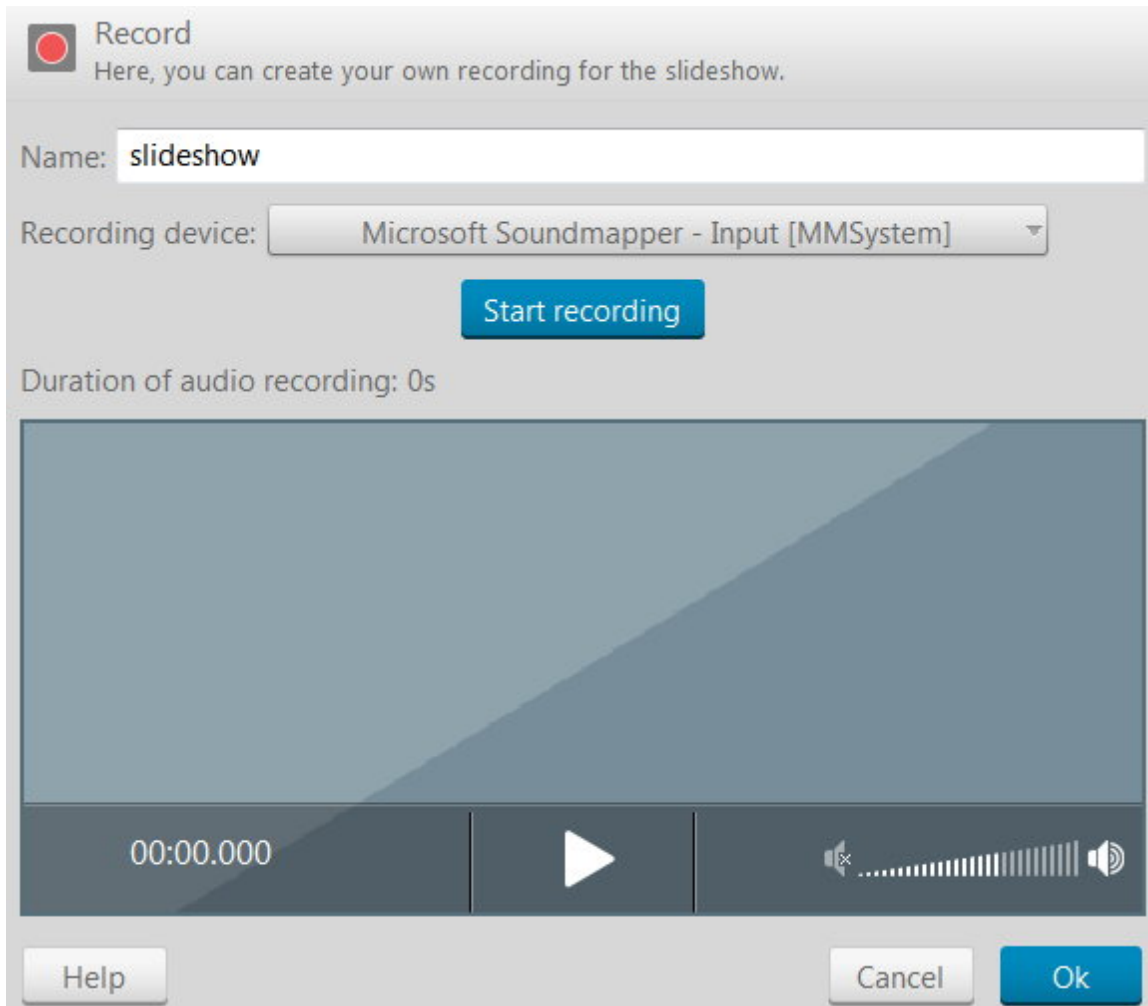 Record
Here, you can create your own recording for the slideshow.
Name: slideshow
Recording device: Microsoft Soundmapper - Input [MMSystem]
Start recording
Duration of audio recording: 0s
00:00.000
Help Cancel Ok